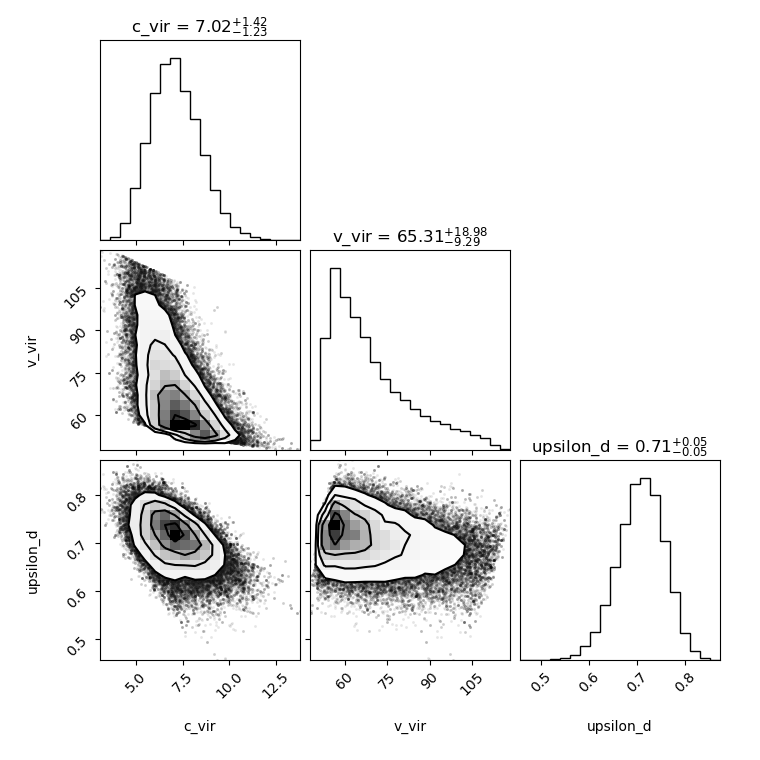 c_vir = 7.02^{+1.42}_{-1.23}
v_vir = 65.31^{+18.98}_{-9.29}
105
90
75
60
v_vir
upsilon_d = 0.71^{+0.05}_{-0.05}
0.8
0.7
0.6
0.5
upsilon_d
5.0 7.5 10.0 12.5 60 75 90 105 0.5 0.6 0.7 0.8
c_vir v_vir upsilon_d